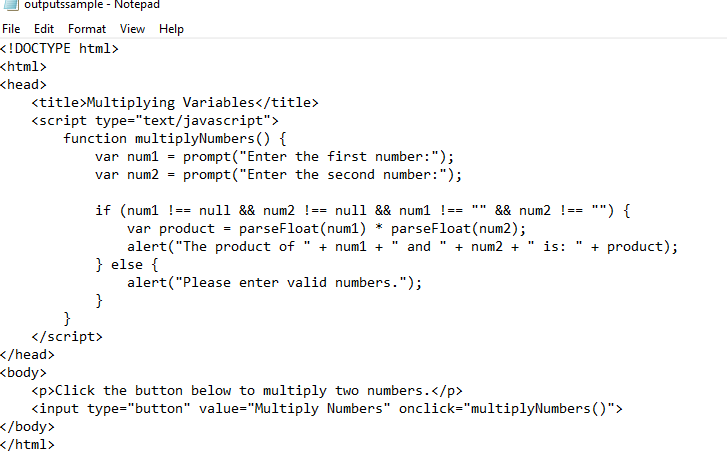 outputssample - Notepad
File Edit Format View Help
<!DOCTYPE html>
<html>
<head>
    <title>Multiplying Variables</title>
    <script type="text/javascript">
        function multiplyNumbers() {
            var num1 = prompt("Enter the first number:");
            var num2 = prompt("Enter the second number:");

            if (num1 !== null && num2 !== null && num1 !== "" && num2 !== "") {
                var product = parseFloat(num1) * parseFloat(num2);
                alert("The product of " + num1 + " and " + num2 + " is: " + product);
            } else {
                alert("Please enter valid numbers.");
            }
        }
    </script>
</head>
<body>
    <p>Click the button below to multiply two numbers.</p>
    <input type="button" value="Multiply Numbers" onclick="multiplyNumbers()">
</body>
</html>